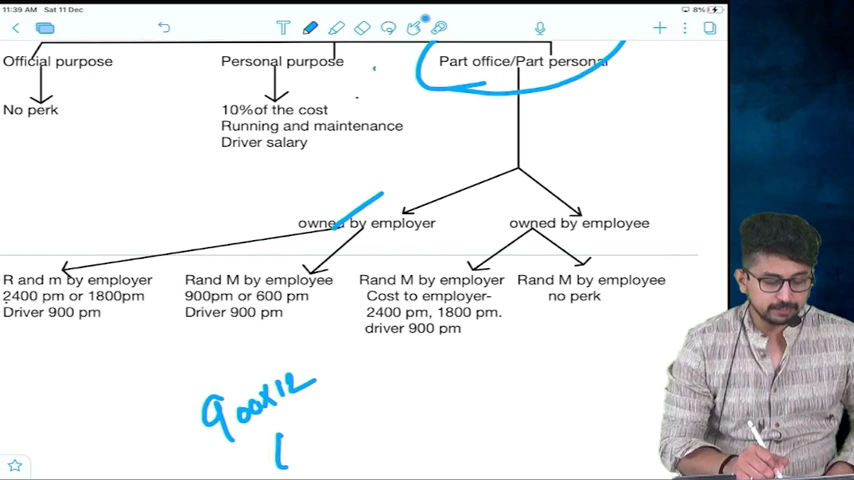 11:39 AM Sat 11 Dec
8%
T
Official purpose
Personal purpose
Part office/Part personal
No perk
10%of the cost
Running and maintenance
Driver salary
owned by employer
owned by employee
R and m by employer
2400 pm or 1800pm
Driver 900 pm
Rand M by employee
900pm or 600 pm
Driver 900 pm
Rand M by employer
Cost to employer-
2400 pm, 1800 pm.
driver 900 pm
Rand M by employee
no perk
900x12